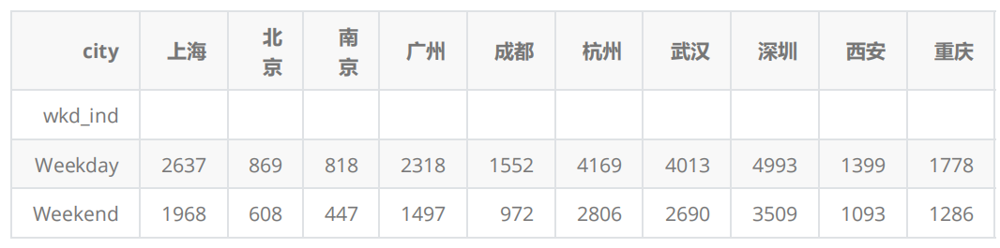 city 上海 北京 南京 广州 成都 杭州 武汉 深圳 西安 重庆
wkd_ind
Weekday 2637 869 818 2318 1552 4169 4013 4993 1399 1778
Weekend 1968 608 447 1497 972 2806 2690 3509 1093 1286